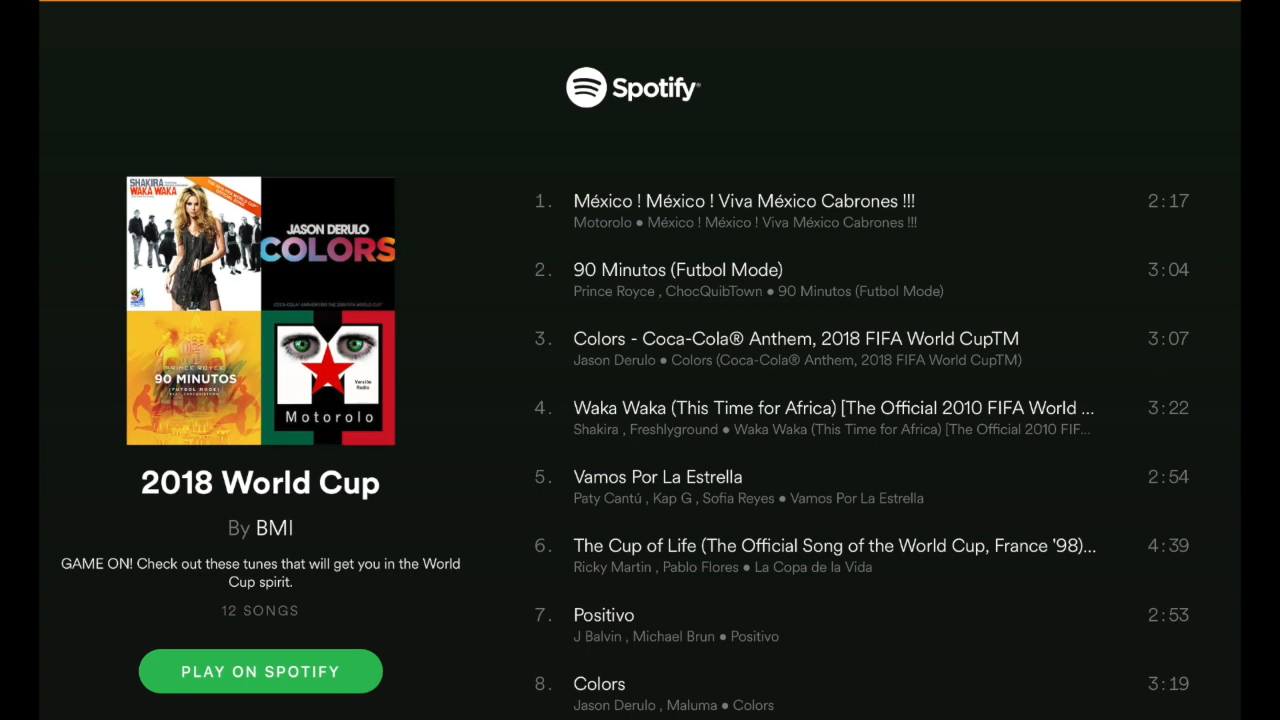 Spotify
SHAKIRA
WAKA WAKA
JASON DERULO
COLORS
PRINCE ROYCE
90 MINUTOS
(FUTBOL MODE)
Versión
Radio
Motorolo
2018 World Cup
By BMI
GAME ON! Check out these tunes that will get you in the World
Cup spirit.
12 SONGS
PLAY ON SPOTIFY
1. México ! México ! Viva México Cabrones !!! 2:17
Motorolo ● México ! México ! Viva México Cabrones !!!
2. 90 Minutos (Futbol Mode) 3:04
Prince Royce , ChocQuibTown ● 90 Minutos (Futbol Mode)
3. Colors - Coca-Cola® Anthem, 2018 FIFA World CupTM 3:07
Jason Derulo ● Colors (Coca-Cola® Anthem, 2018 FIFA World CupTM)
4. Waka Waka (This Time for Africa) [The Official 2010 FIFA World ... 3:22
Shakira , Freshlyground ● Waka Waka (This Time for Africa) [The Official 2010 FIF...
5. Vamos Por La Estrella 2:54
Paty Cantú , Kap G , Sofia Reyes ● Vamos Por La Estrella
6. The Cup of Life (The Official Song of the World Cup, France '98)... 4:39
Ricky Martin , Pablo Flores ● La Copa de la Vida
7. Positivo 2:53
J Balvin , Michael Brun ● Positivo
8. Colors 3:19
Jason Derulo , Maluma ● Colors